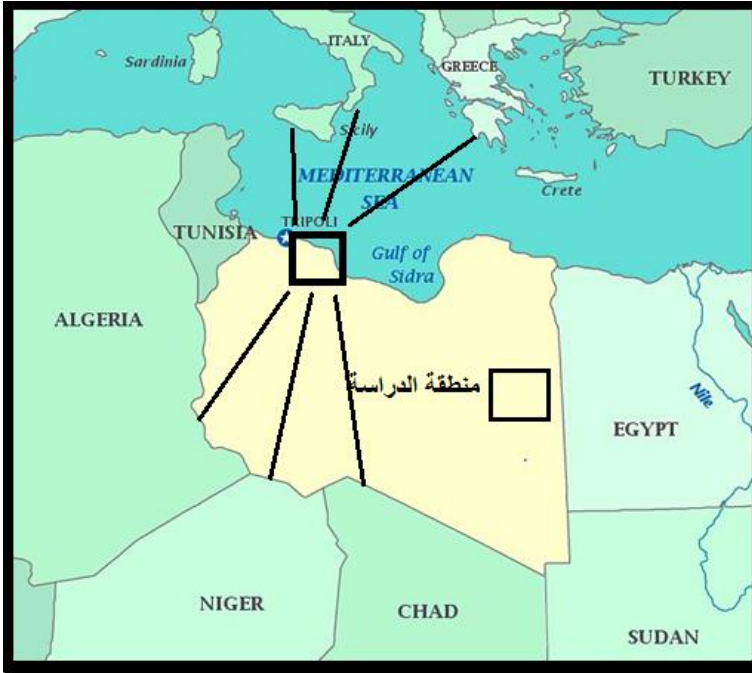 ITALY
Sardinia
GREECE
TURKEY
Sicily
MEDITERRANEAN
SEA
Crete
TRIPOLI
TUNISIA
Gulf of
Sidra
ALGERIA
منطقة الدراسة
Nile
EGYPT
NIGER
CHAD
SUDAN